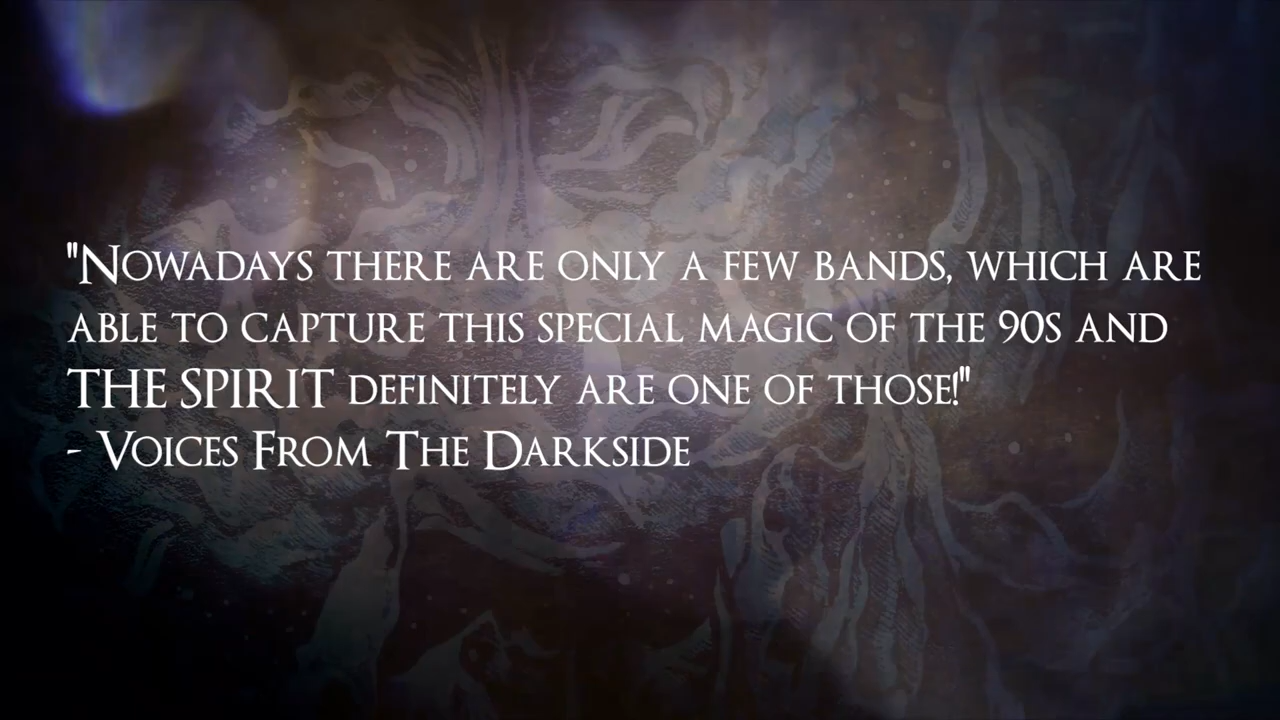 "Nowadays there are only a few bands, which are
able to capture this special magic of the 90s and
THE SPIRIT definitely are one of those!"
- Voices From The Darkside